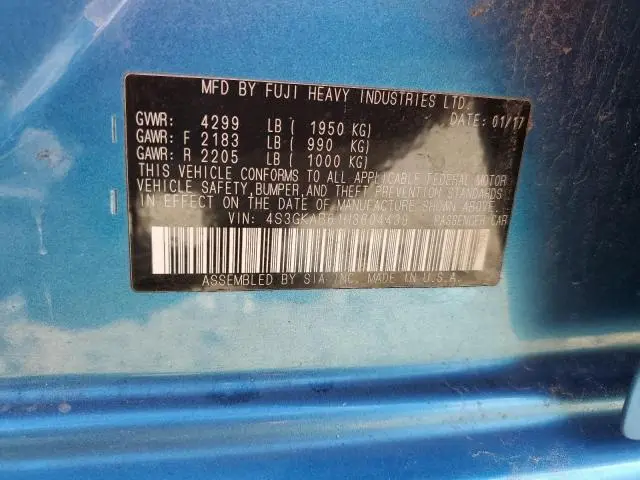 MFD BY FUJI HEAVY INDUSTRIES LTD.
GVWR: 4299 LB ( 1950 KG) DATE: 01/17
GAWR: F 2183 LB ( 990 KG)
GAWR: R 2205 LB ( 1000 KG)
THIS VEHICLE CONFORMS TO ALL APPLICABLE FEDERAL MOTOR
VEHICLE SAFETY, BUMPER, AND THEFT PREVENTION STANDARDS
IN EFFECT ON THE DATE OF MANUFACTURE SHOWN ABOVE.
VIN: PASSENGER CAR
ASSEMBLED BY SIA INC. MADE IN U.S.A.